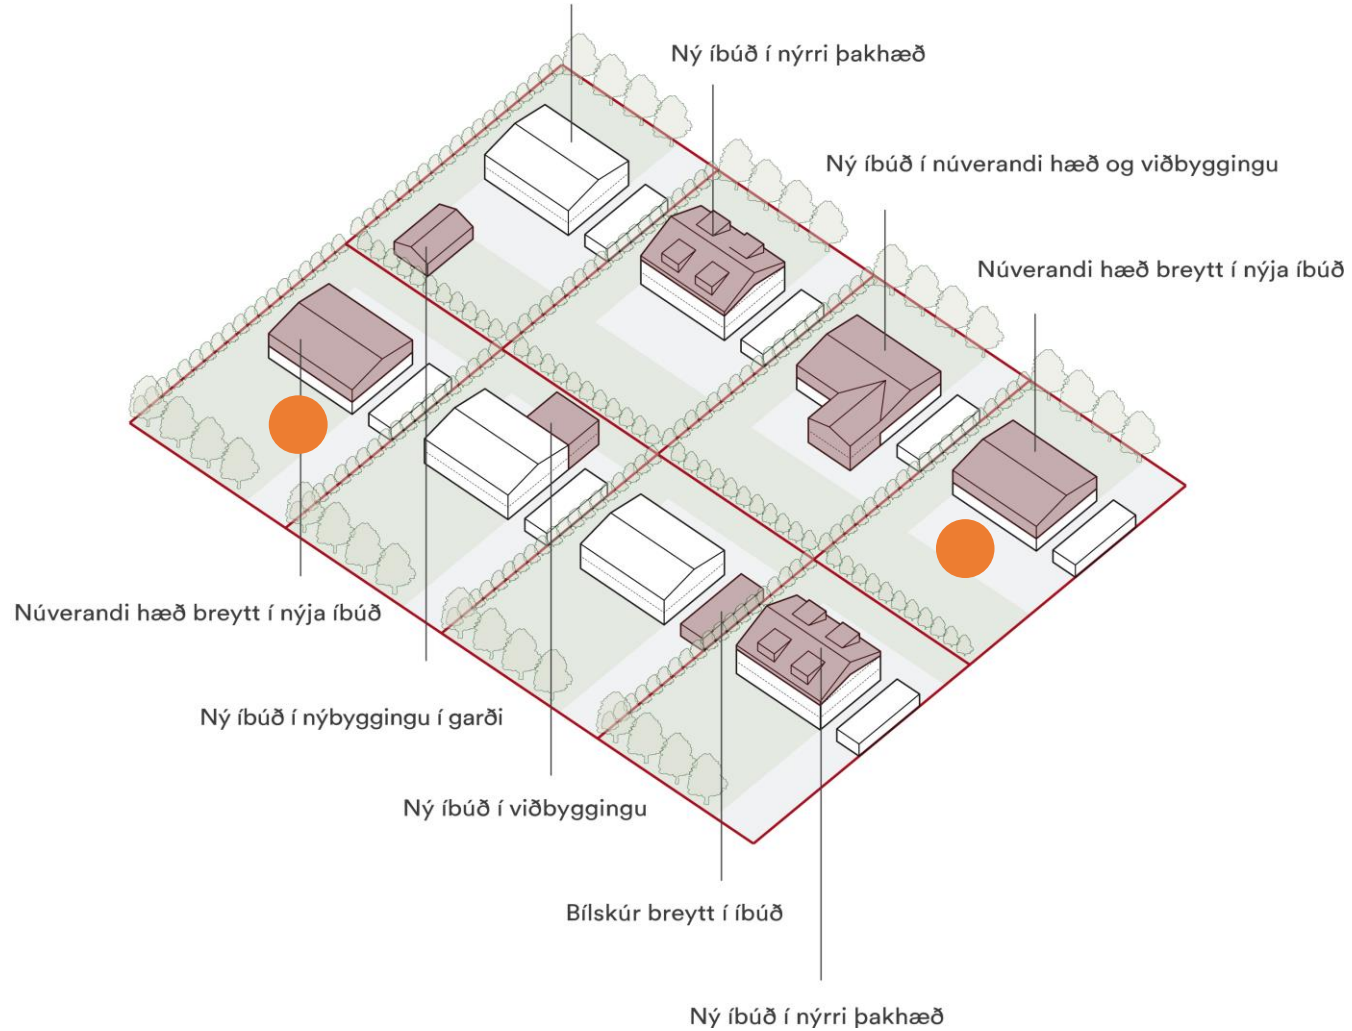 Ný íbúð í nýrri þakhæð
Ný íbúð í núverandi hæð og viðbyggingu
Núverandi hæð breytt í nýja íbúð
Núverandi hæð breytt í nýja íbúð
Ný íbúð í nýbyggingu í garði
Ný íbúð í viðbyggingu
Bílskúr breytt í íbúð
Ný íbúð í nýrri þakhæð